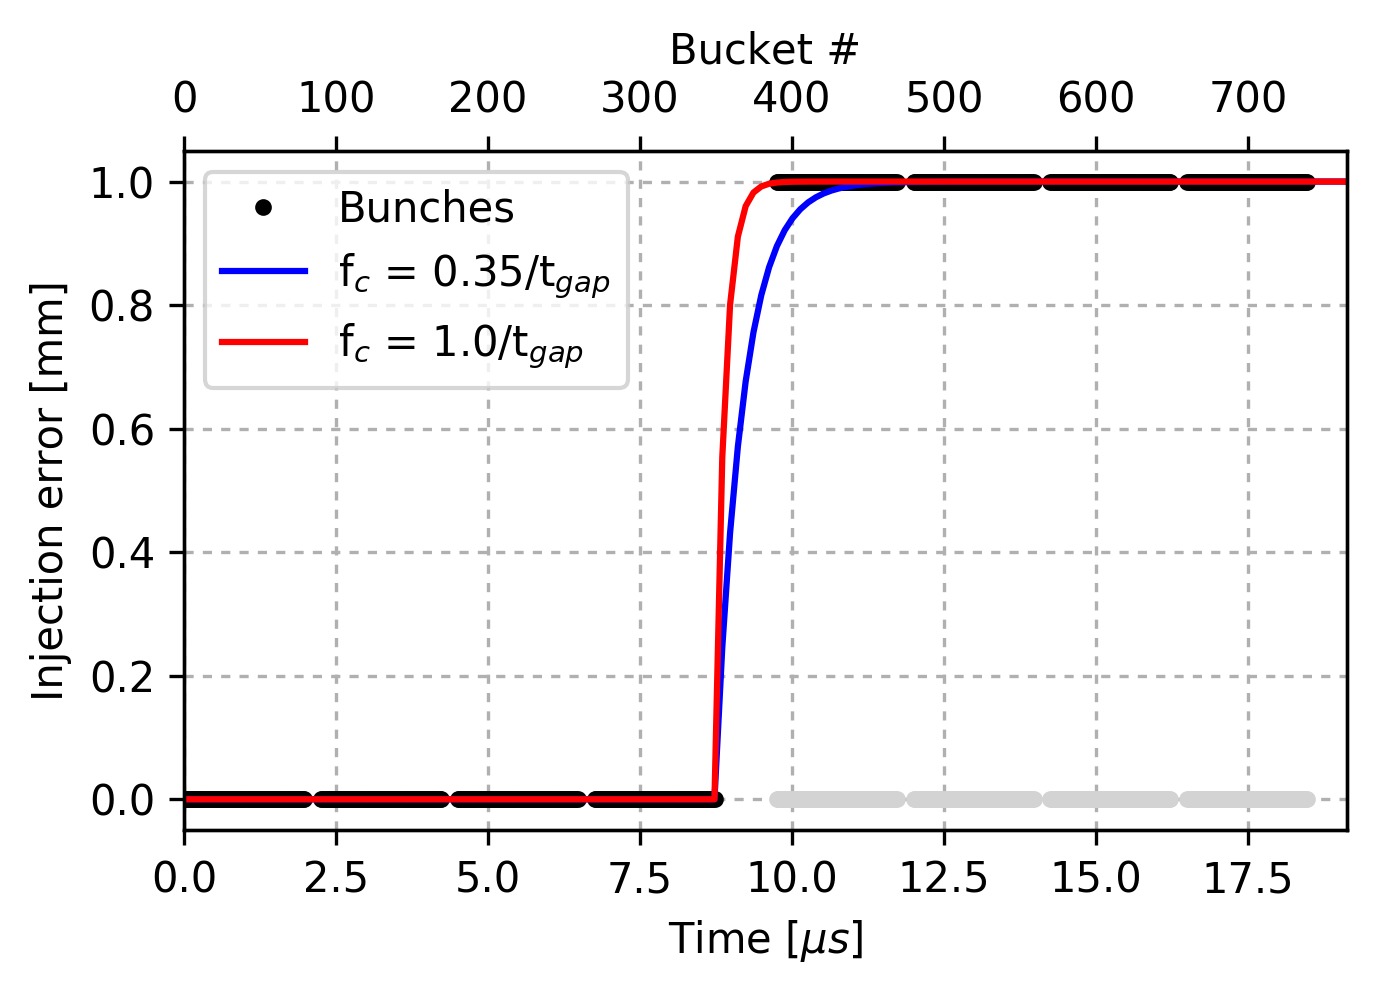 Bucket #
0 100 200 300 400 500 600 700
1.0
0.8
0.6
0.4
0.2
0.0
Injection error [mm]
Bunches
f_c = 0.35/t_gap
f_c = 1.0/t_gap
0.0 2.5 5.0 7.5 10.0 12.5 15.0 17.5
Time [μs]